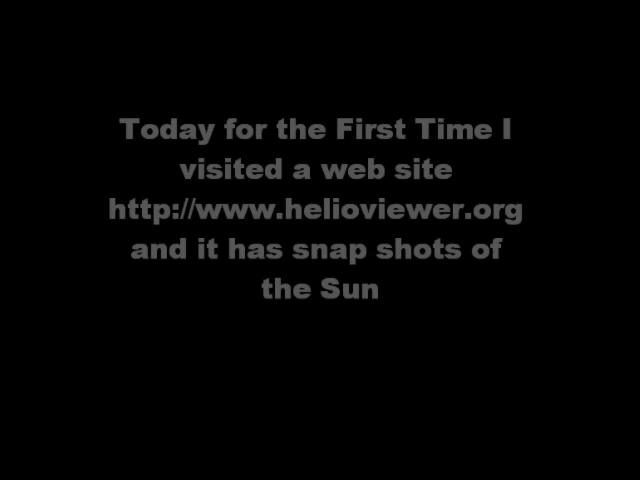 Today for the First Time I
visited a web site
http://www.helioviewer.org
and it has snap shots of
the Sun